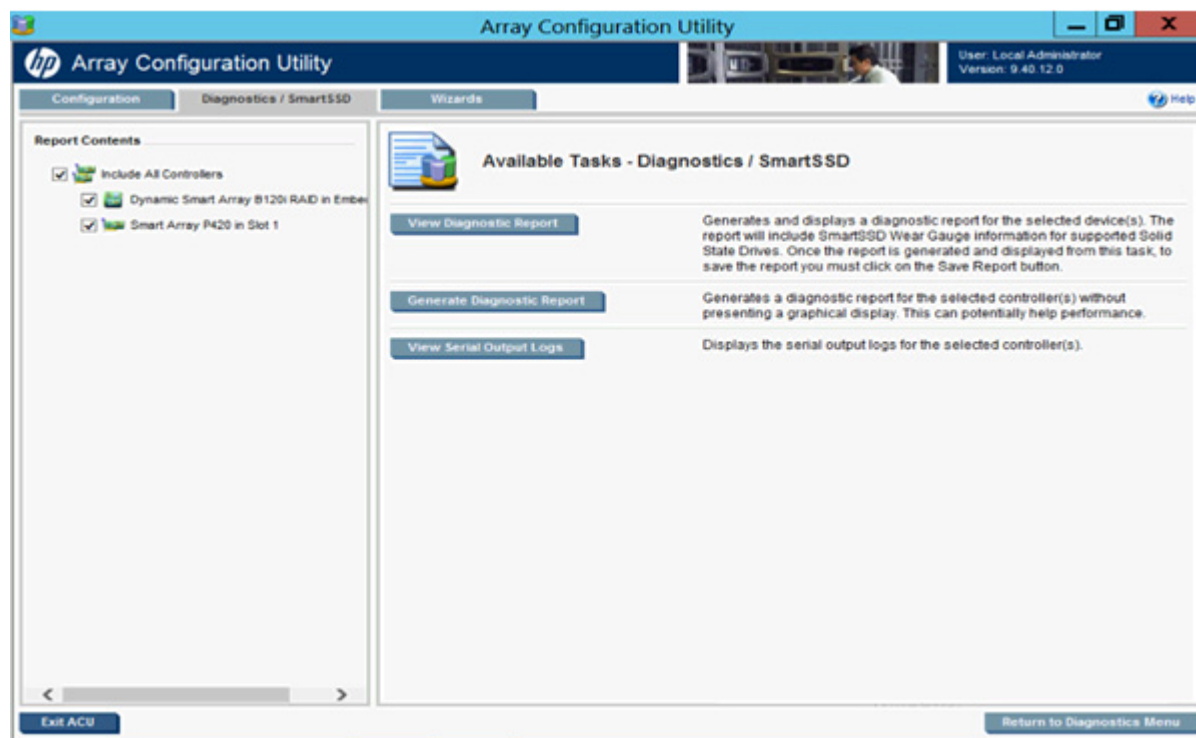 Array Configuration Utility
hp Array Configuration Utility
User: Local Administrator
Version: 9.40.12.0
Configuration
Diagnostics / SmartSSD
Wizards
Help
Report Contents
Include All Controllers
Dynamic Smart Array B120i RAID in Embe
Smart Array P420 in Slot 1
Available Tasks - Diagnostics / SmartSSD
View Diagnostic Report
Generates and displays a diagnostic report for the selected device(s). The
report will include SmartSSD Wear Gauge information for supported Solid
State Drives. Once the report is generated and displayed from this task, to
save the report you must click on the Save Report button.
Generate Diagnostic Report
Generates a diagnostic report for the selected controller(s) without
presenting a graphical display. This can potentially help performance.
View Serial Output Logs
Displays the serial output logs for the selected controller(s).
Exit ACU
Return to Diagnostics Menu